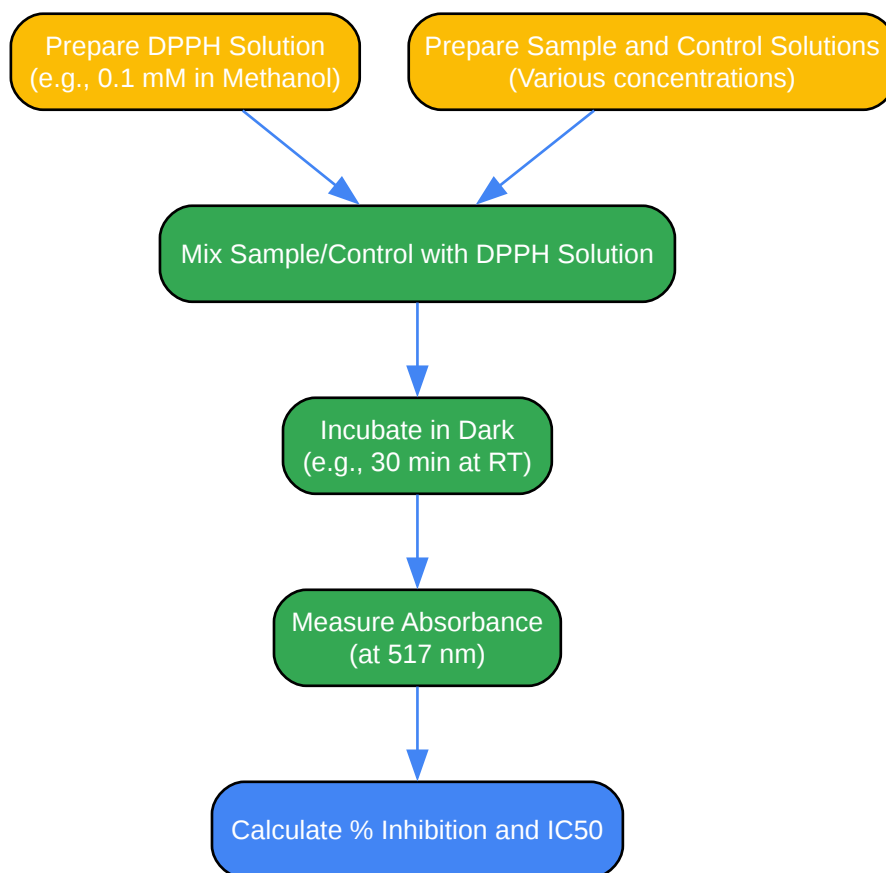 Prepare DPPH Solution
(e.g., 0.1 mM in Methanol)
Prepare Sample and Control Solutions
(Various concentrations)
Mix Sample/Control with DPPH Solution
Incubate in Dark
(e.g., 30 min at RT)
Measure Absorbance
(at 517 nm)
Calculate % Inhibition and IC50